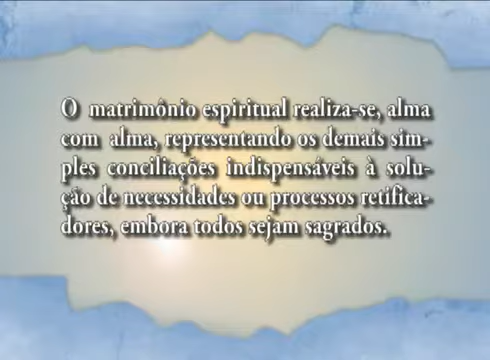 O matrimónio espiritual realiza-se, alma
com alma, representando os demais sim-
ples conciliações indispensáveis à solu-
ção de necessidades ou processos retifica-
dores, embora todos sejam sagrados.